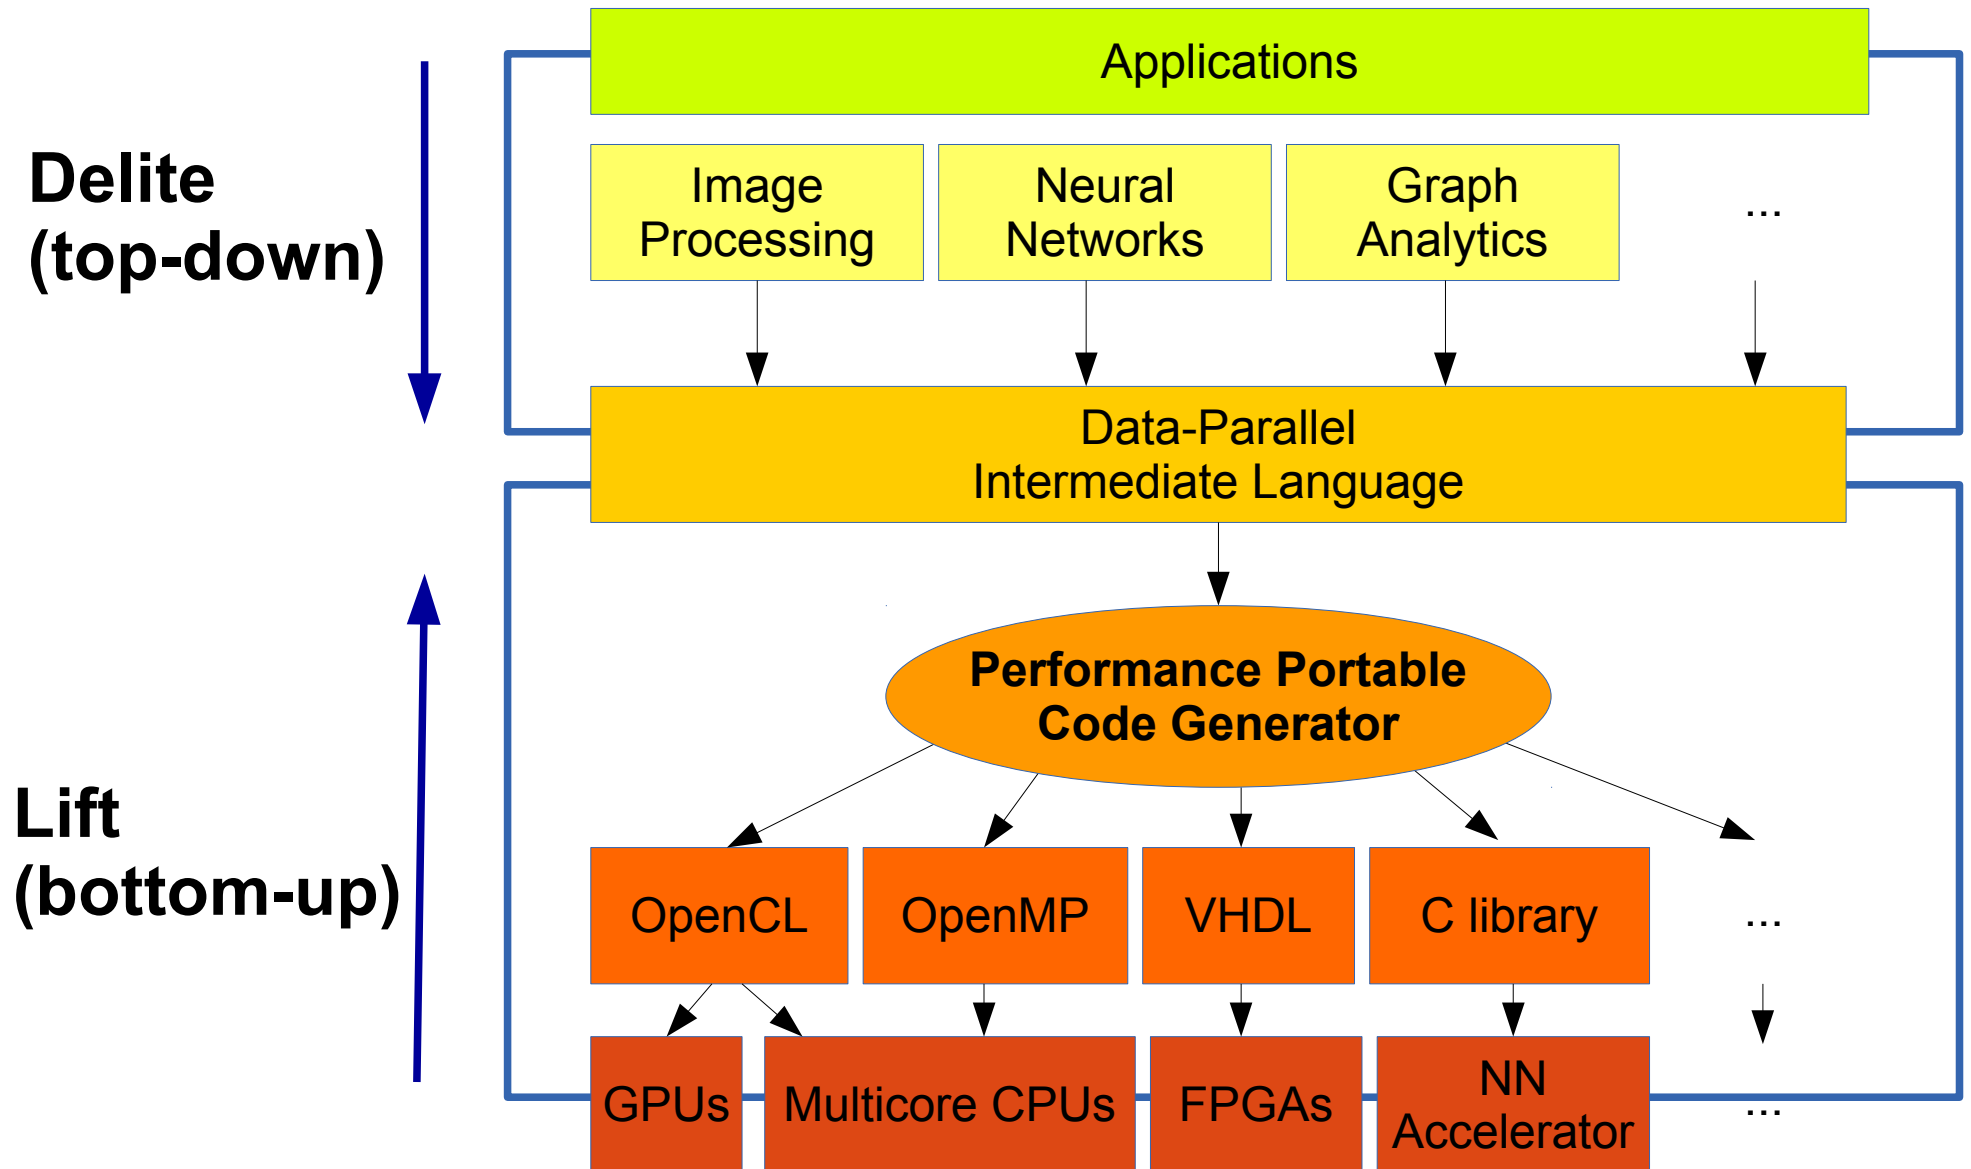 Applications
Delite
(top-down)
Image
Processing
Neural
Networks
Graph
Analytics
...
Data-Parallel
Intermediate Language
Performance Portable
Code Generator
Lift
(bottom-up)
OpenCL
OpenMP
VHDL
C library
...
GPUs
Multicore CPUs
FPGAs
NN
Accelerator
...